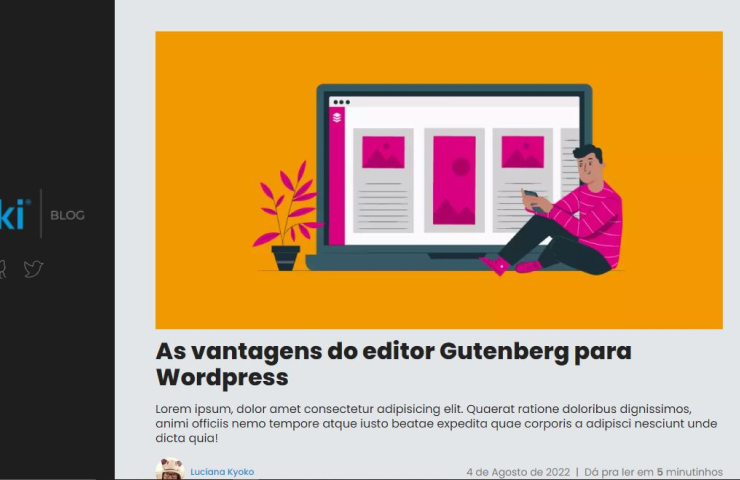 ki
BLOG
As vantagens do editor Gutenberg para
Wordpress
Lorem ipsum, dolor amet consectetur adipisicing elit. Quaerat ratione doloribus dignissimos,
animi officiis nemo tempore atque iusto beatae expedita quae corporis a adipisci nesciunt unde
dicta quia!
Luciana Kyoko
4 de Agosto de 2022 | Dá pra ler em 5 minutinhos